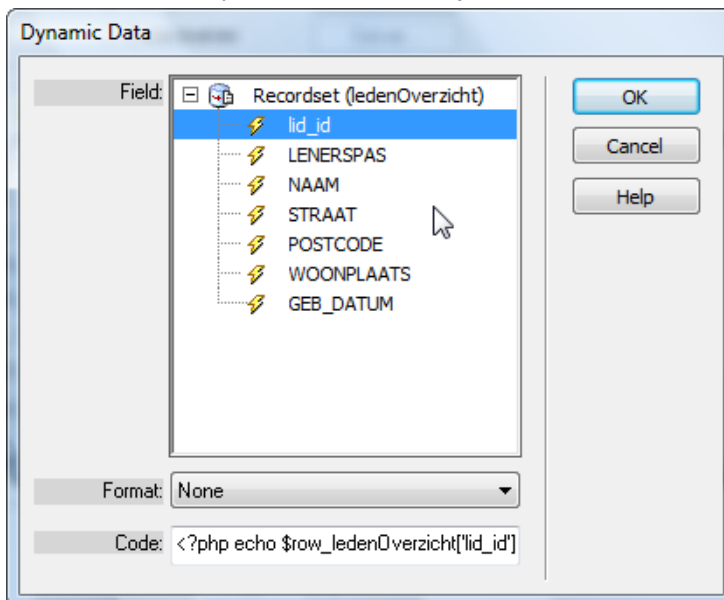 Dynamic Data
Field:
Recordset (ledenOverzicht)
lid_id
LENERSPAS
NAAM
STRAAT
POSTCODE
WOONPLAATS
GEB_DATUM
OK
Cancel
Help
Format: None
Code: <?php echo $row_ledenOverzicht['lid_id']